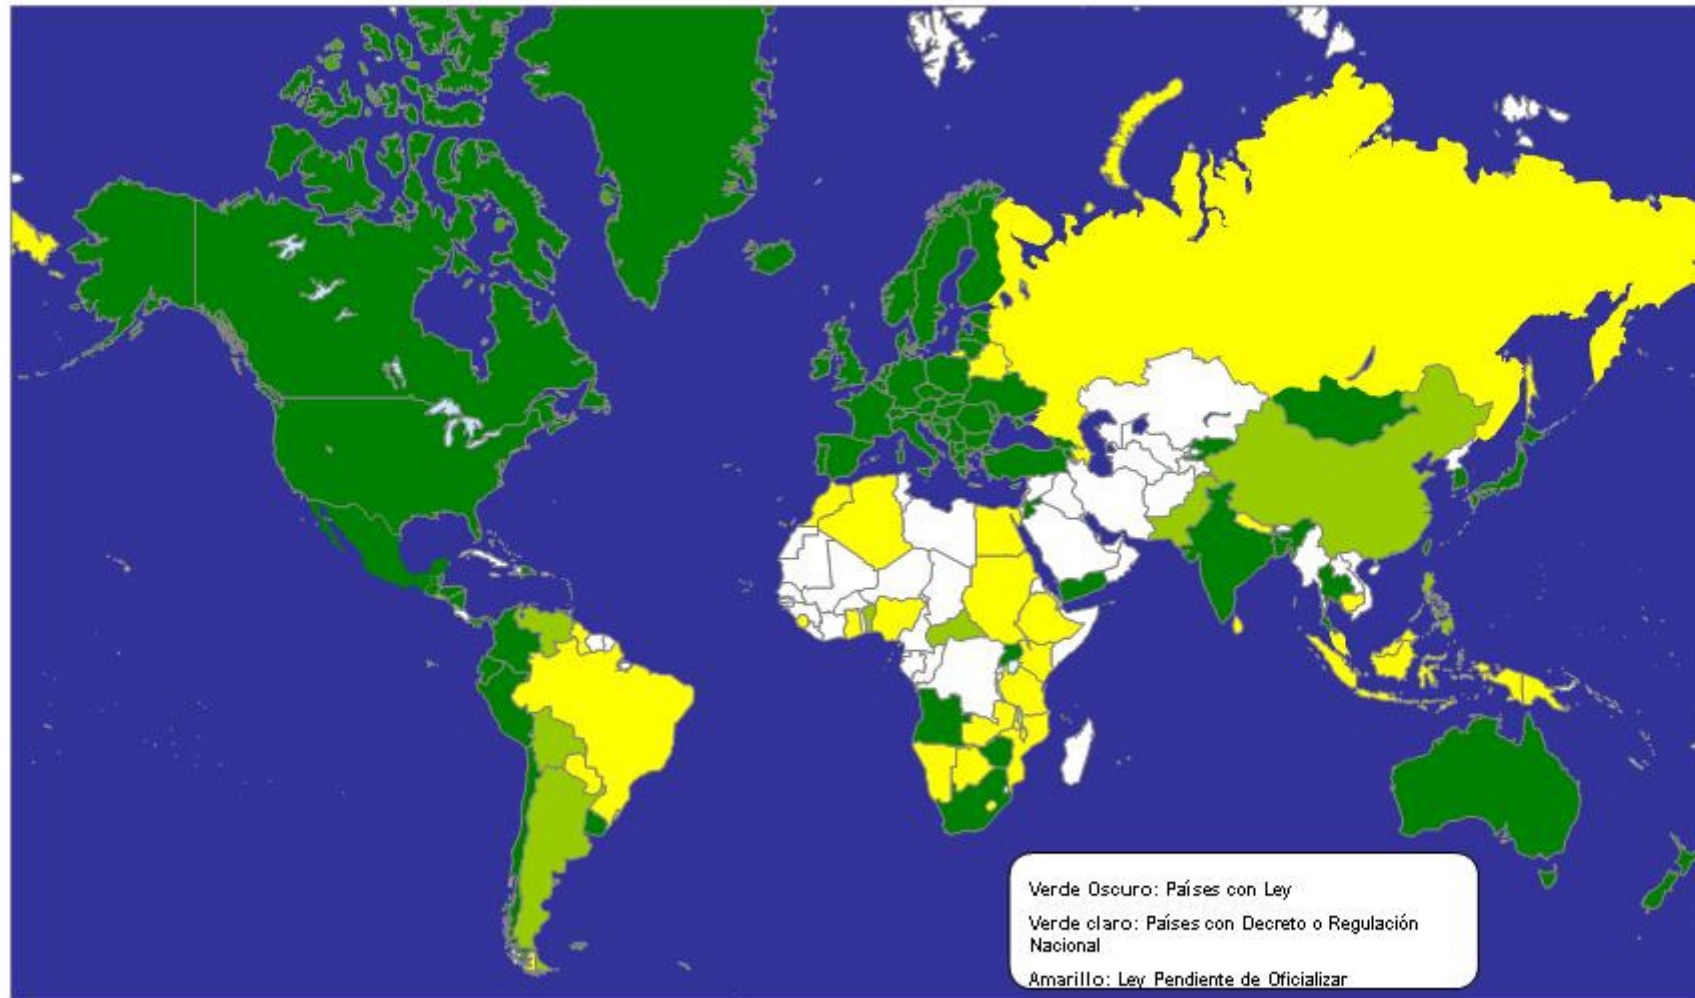 Verde Oscuro: Países con Ley
Verde claro: Países con Decreto o Regulación
Nacional
Amarillo: Ley Pendiente de Oficializar